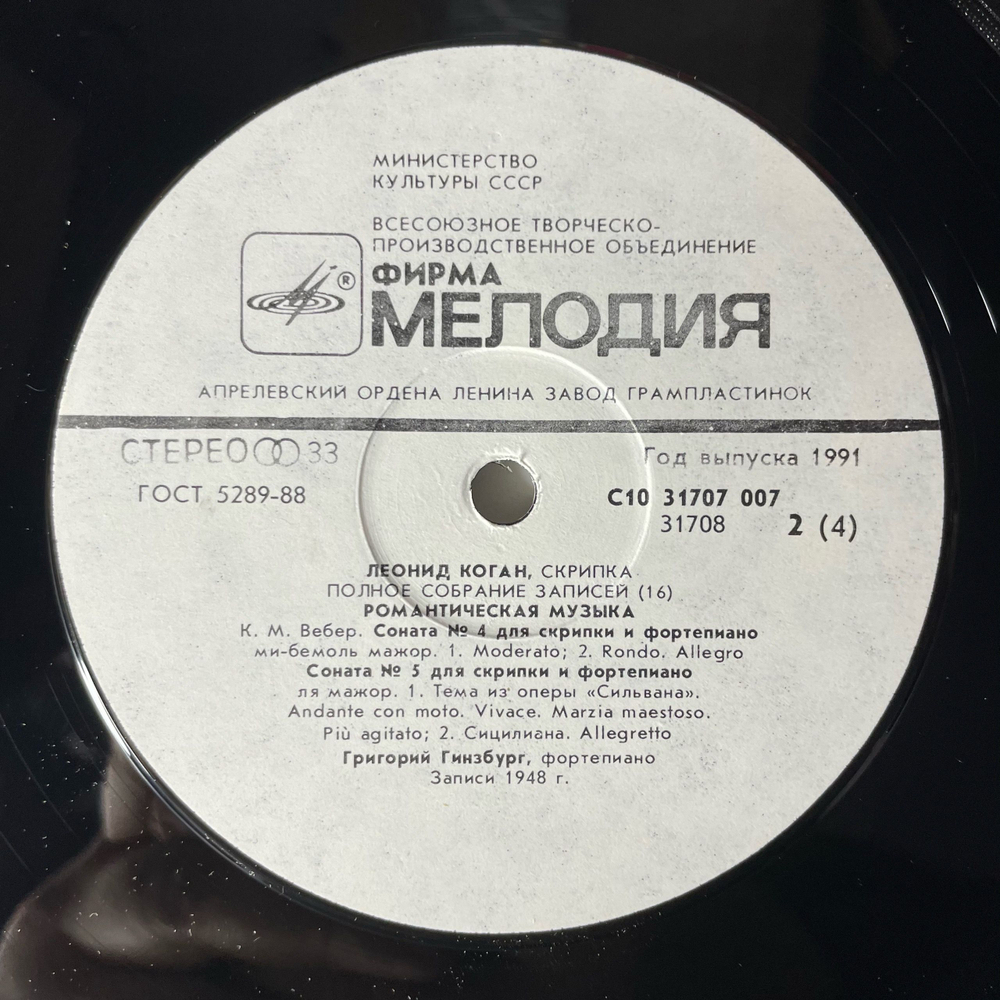 МИНИСТЕРСТВО
КУЛЬТУРЫ СССР
ВСЕСОЮЗНОЕ ТВОРЧЕСКО-
ПРОИЗВОДСТВЕННОЕ ОБЪЕДИНЕНИЕ
ФИРМА
®
МЕЛОДИЯ
АПРЕЛЕВСКИЙ ОРДЕНА ЛЕНИНА ЗАВОД ГРАМПЛАСТИНОК
СТЕРЕО 33 Год выпуска 1991
ГОСТ 5289-88 С10 31707 007
31708 2 (4)
ЛЕОНИД КОГАН, СКРИПКА
ПОЛНОЕ СОБРАНИЕ ЗАПИСЕЙ (16)
РОМАНТИЧЕСКАЯ МУЗЫКА
К. М. Вебер. Соната № 4 для скрипки и фортепиано
ми-бемоль мажор. 1. Moderato; 2. Rondo. Allegro
Соната № 5 для скрипки и фортепиано
ля мажор. 1. Тема из оперы «Сильвана».
Andante con moto. Vivace. Marzia maestoso.
Più agitato; 2. Сицилиана. Allegretto
Григорий Гинзбург, фортепиано
Записи 1948 г.